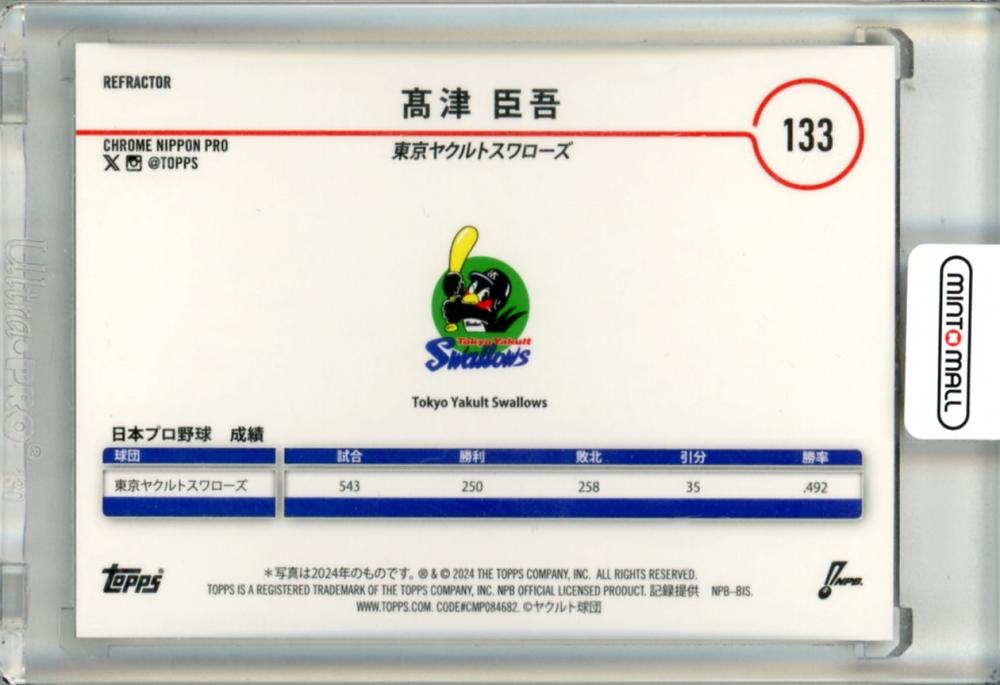 REFRACTOR
髙津 臣吾
133
CHROME NIPPON PRO
@TOPPS
東京ヤクルトスワローズ
Tokyo Yakult
Swallows
Tokyo Yakult Swallows
日本プロ野球 成績
球団 試合 勝利 敗北 引分 勝率
東京ヤクルトスワローズ 543 250 258 35 .492
topps®
*写真は2024年のものです。 ® & © 2024 THE TOPPS COMPANY, INC. ALL RIGHTS RESERVED.
TOPPS IS A REGISTERED TRADEMARK OF THE TOPPS COMPANY, INC. NPB OFFICIAL LICENSED PRODUCT. 記録提供 NPB-BIS.
WWW.TOPPS.COM. CODE#CMP084682. ©ヤクルト球団
NPB.
MINT MALL
Ultra·PRO®